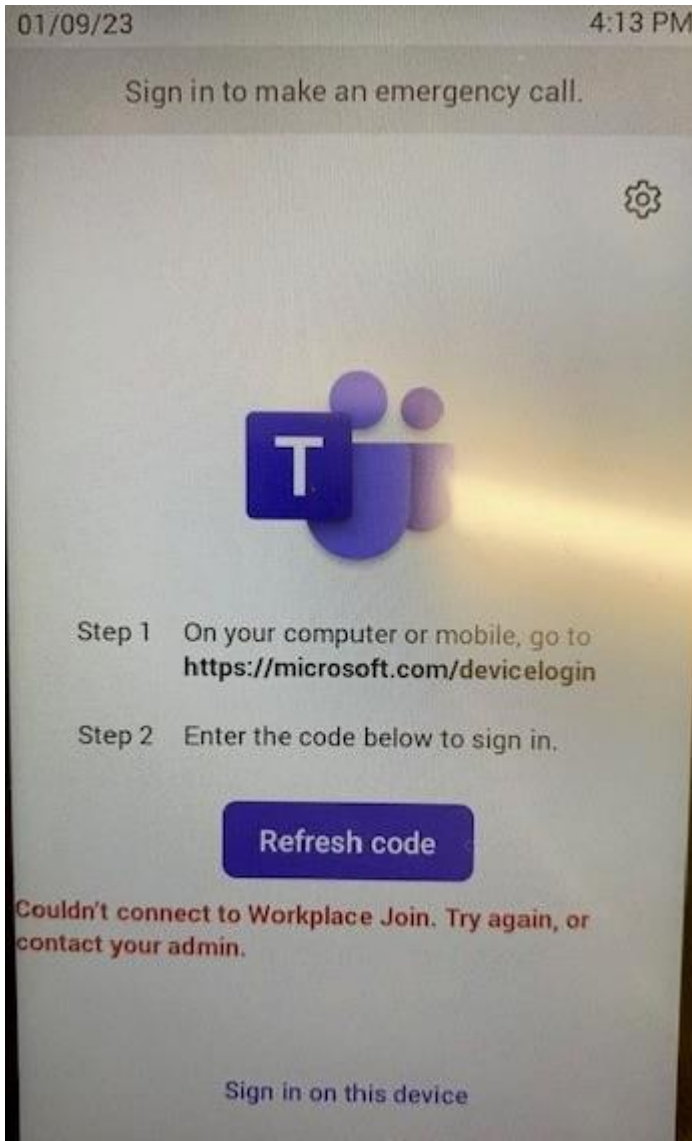 01/09/23 4:13 PM
Sign in to make an emergency call.
T
Step 1 On your computer or mobile, go to
https://microsoft.com/devicelogin
Step 2 Enter the code below to sign in.
Refresh code
Couldn't connect to Workplace Join. Try again, or
contact your admin.
Sign in on this device